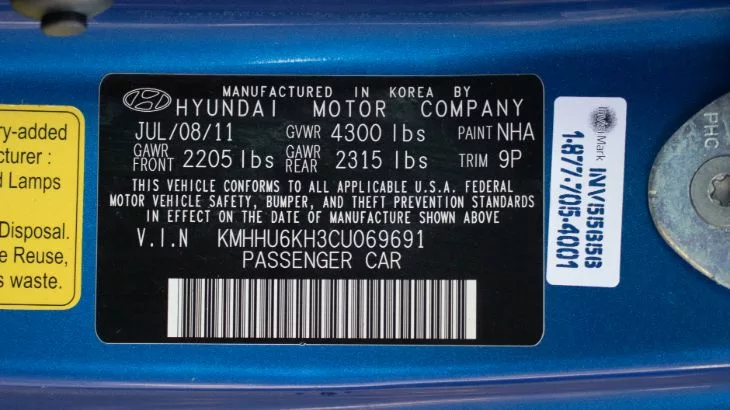 MANUFACTURED IN KOREA BY
HYUNDAI MOTOR COMPANY
JUL/08/11 GVWR 4300 lbs PAINT NHA
GAWR FRONT 2205 lbs GAWR REAR 2315 lbs TRIM 9P
THIS VEHICLE CONFORMS TO ALL APPLICABLE U.S.A. FEDERAL
MOTOR VEHICLE SAFETY, BUMPER, AND THEFT PREVENTION STANDARDS
IN EFFECT ON THE DATE OF MANUFACTURE SHOWN ABOVE
V.I.N KMHHU6KH3CU069691
PASSENGER CAR
ry-added
cturer :
d Lamps
Disposal.
e Reuse,
s waste.
Mark INV1551356
1-877-705-4001
PHC